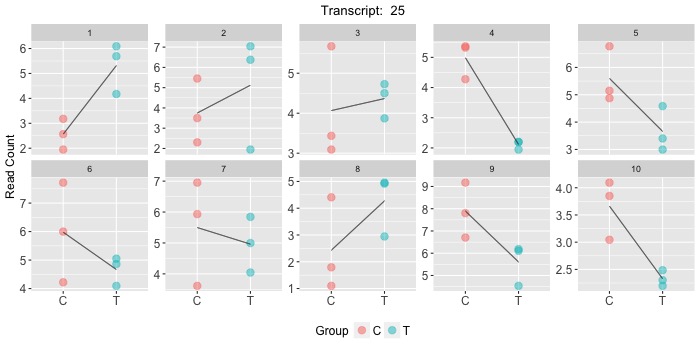 Transcript: 25
1 2 3 4 5
6 5 4 3 2
7 6 5 4 3 2
5 4 3
5 4 3 2
6 5 4 3
Read Count
6 7 8 9 10
7 6 5 4
7 6 5 4
5 4 3 2 1
9 8 7 6 5
4.0 3.5 3.0 2.5
C T C T C T C T C T
Group C T